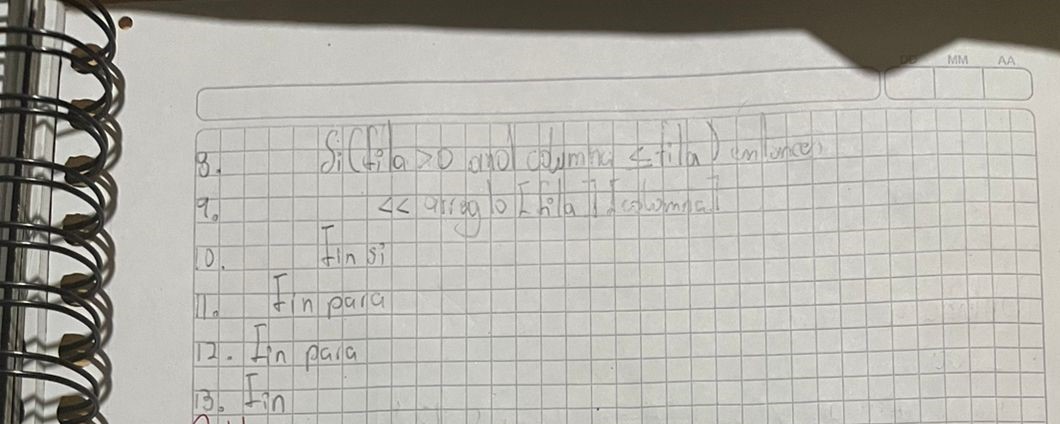 DD MM AA
8. Si(fila>0 and columna ≤ fila) entonces
9. << arreglo[fila][columna]
10. Fin si
11. Fin para
12. Fin para
13. Fin